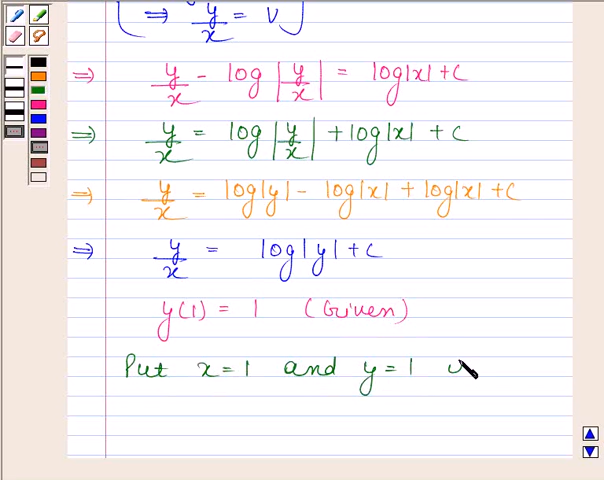 (⇒ y/x = v)
⇒ y/x - log|y/x| = log|x| + c
⇒ y/x = log|y/x| + log|x| + c
⇒ y/x = log|y| - log|x| + log|x| + c
⇒ y/x = log|y| + c
y(1) = 1 (Given)
Put x = 1 and y = 1